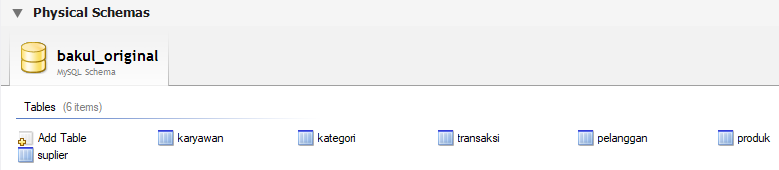 Physical Schemas
bakul_original
MySQL Schema
Tables (6 items)
Add Table karyawan kategori transaksi pelanggan produk
suplier